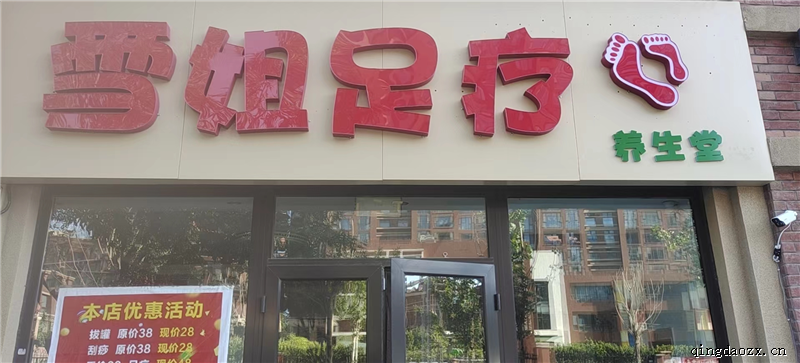 雪姐足疗
养生堂
本店优惠活动
拔罐 原价38 现价28
刮痧 原价38 现价28
qingdaozx.cn